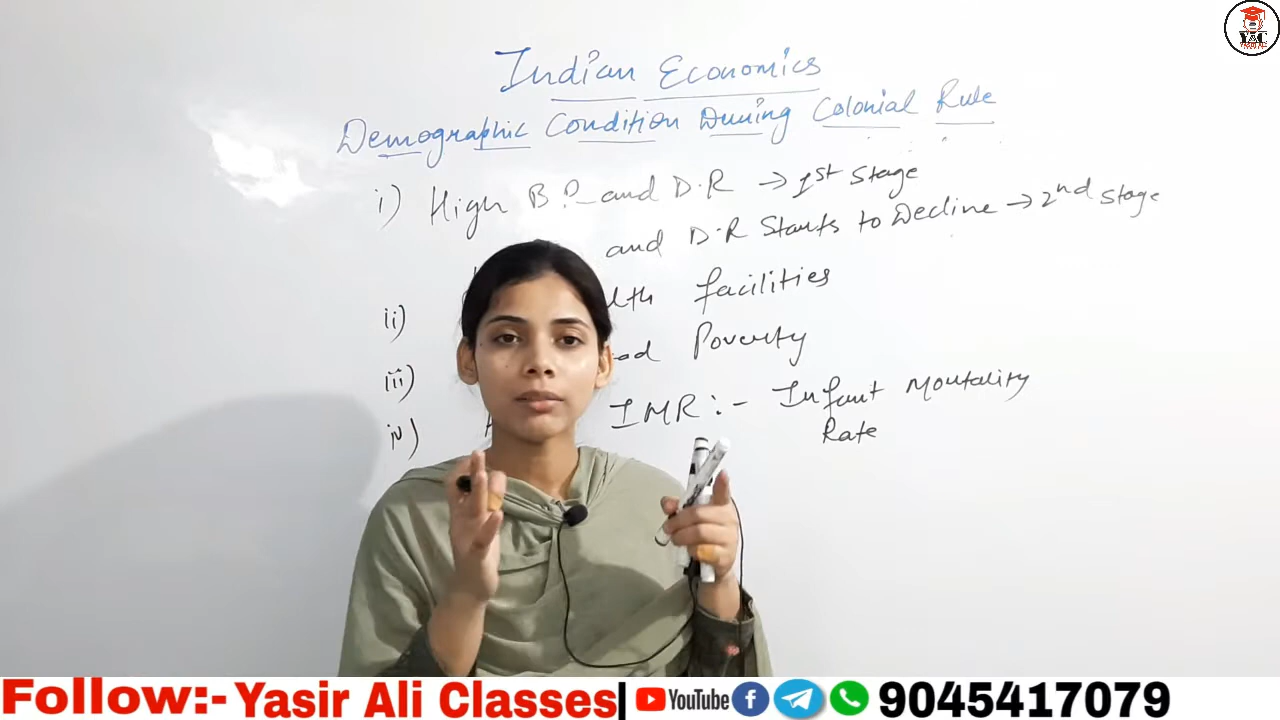 Indian Economics
Demographic Condition During Colonial Rule
i) High B.R and D.R → 1st Stage
and D.R Starts to Decline → 2nd Stage
ii) facilities
iii) Poverty
iv) IMR :- Infant Mortality
Rate
Follow:- Yasir Ali Classes| YouTube 9045417079